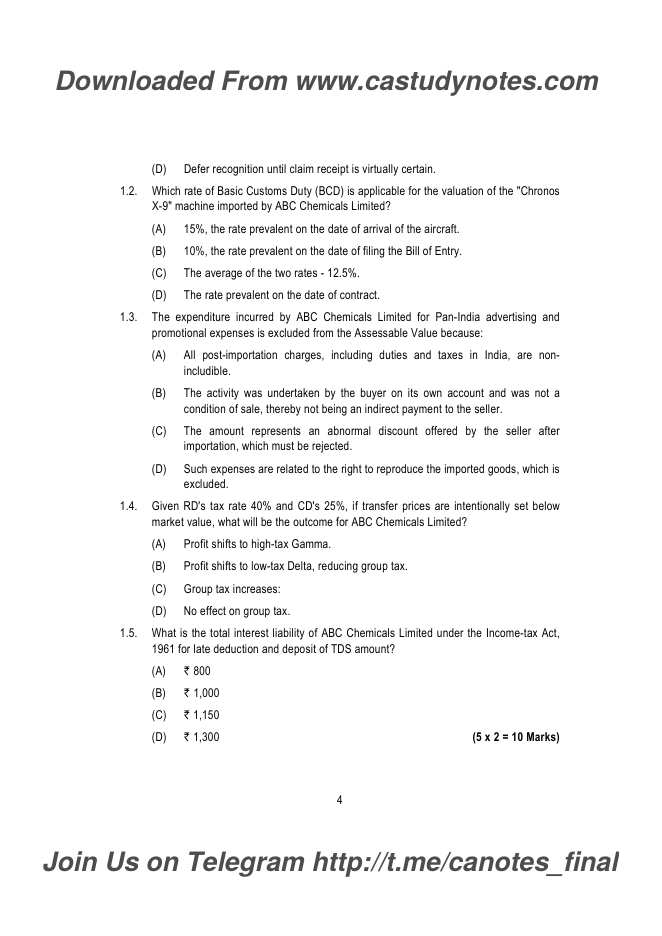 Downloaded From www.castudynotes.com
(D) Defer recognition until claim receipt is virtually certain.
1.2. Which rate of Basic Customs Duty (BCD) is applicable for the valuation of the "Chronos
X-9" machine imported by ABC Chemicals Limited?
(A) 15%, the rate prevalent on the date of arrival of the aircraft.
(B) 10%, the rate prevalent on the date of filing the Bill of Entry.
(C) The average of the two rates - 12.5%.
(D) The rate prevalent on the date of contract.
1.3. The expenditure incurred by ABC Chemicals Limited for Pan-India advertising and
promotional expenses is excluded from the Assessable Value because:
(A) All post-importation charges, including duties and taxes in India, are non-
includible.
(B) The activity was undertaken by the buyer on its own account and was not a
condition of sale, thereby not being an indirect payment to the seller.
(C) The amount represents an abnormal discount offered by the seller after
importation, which must be rejected.
(D) Such expenses are related to the right to reproduce the imported goods, which is
excluded.
1.4. Given RD's tax rate 40% and CD's 25%, if transfer prices are intentionally set below
market value, what will be the outcome for ABC Chemicals Limited?
(A) Profit shifts to high-tax Gamma.
(B) Profit shifts to low-tax Delta, reducing group tax.
(C) Group tax increases:
(D) No effect on group tax.
1.5. What is the total interest liability of ABC Chemicals Limited under the Income-tax Act,
1961 for late deduction and deposit of TDS amount?
(A) ₹ 800
(B) ₹ 1,000
(C) ₹ 1,150
(D) ₹ 1,300 (5 x 2 = 10 Marks)
4
Join Us on Telegram http://t.me/canotes_final